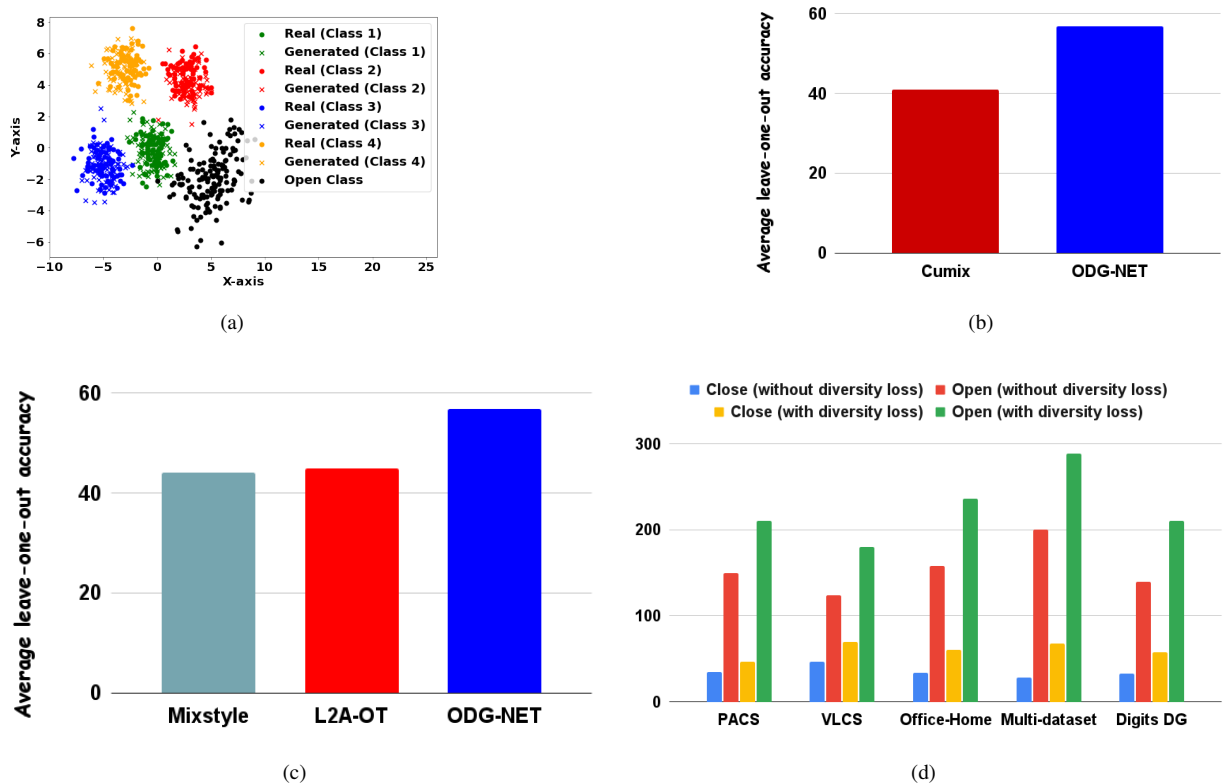 8
6
4
2
0
−2
−4
−6
Y-axis
−10
−5
0
5
10
15
20
25
X-axis
Real (Class 1)
Generated (Class 1)
Real (Class 2)
Generated (Class 2)
Real (Class 3)
Generated (Class 3)
Real (Class 4)
Generated (Class 4)
Open Class
(a)
Average leave-one-out accuracy
60
40
20
0
Cumix
ODG-NET
(b)
Average leave-one-out accuracy
60
40
20
0
Mixstyle
L2A-OT
ODG-NET
(c)
Close (without diversity loss) Open (without diversity loss)
Close (with diversity loss) Open (with diversity loss)
300
200
100
0
PACS
VLCS
Office-Home
Multi-dataset
Digits DG
(d)